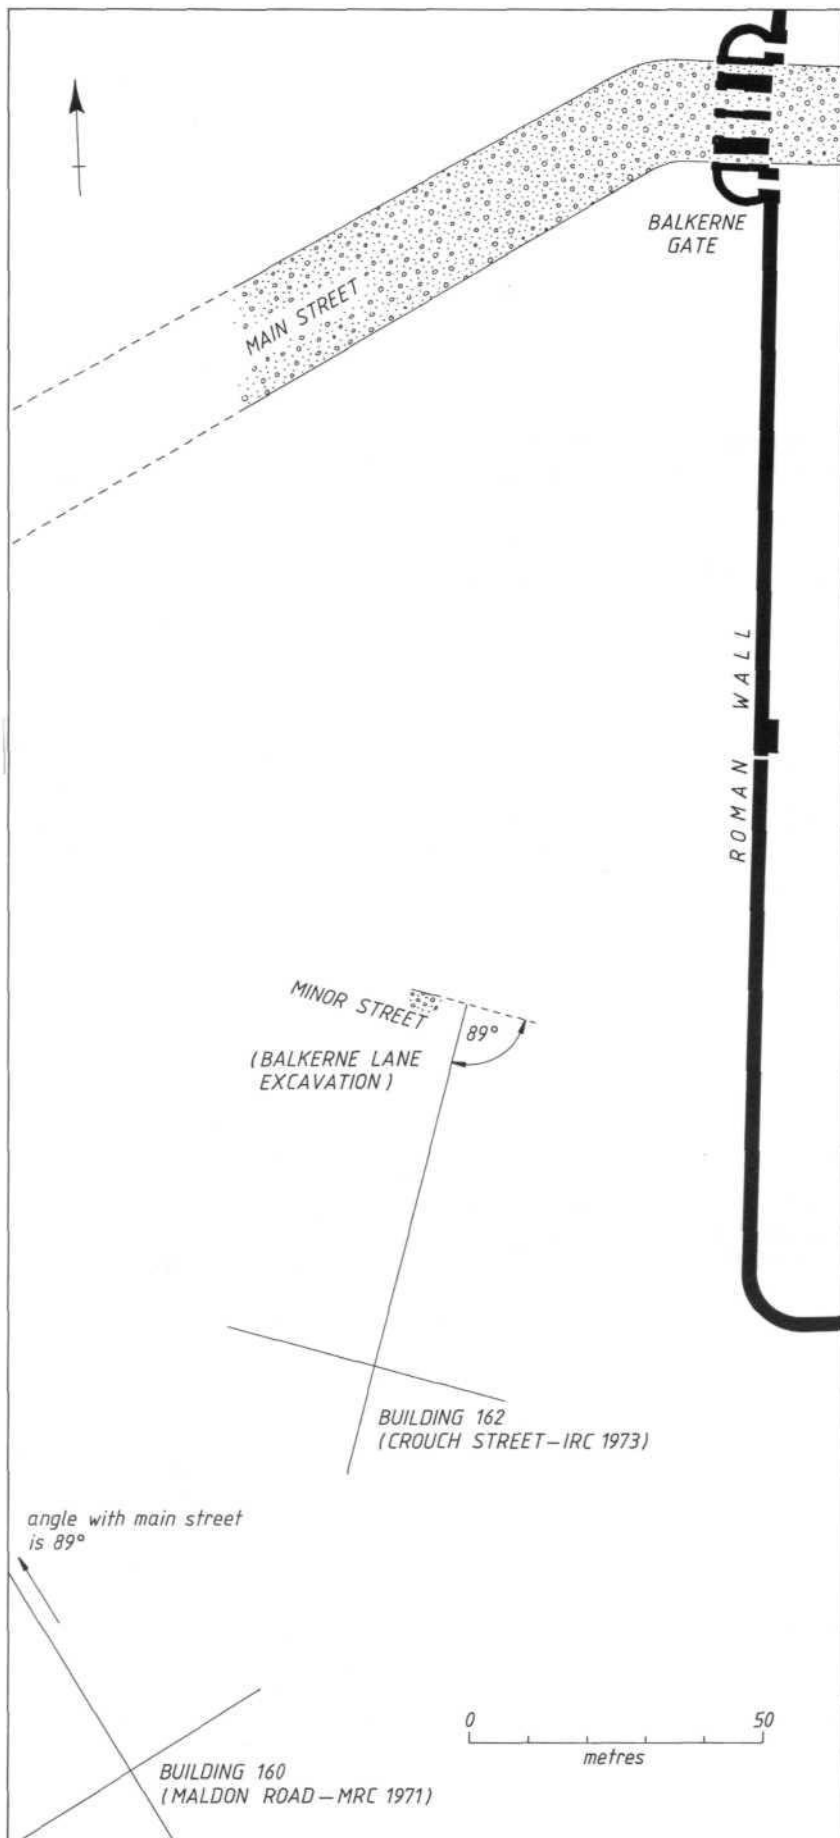 BALKERNE
GATE
MAIN STREET
ROMAN WALL
MINOR STREET
89°
(BALKERNE LANE
EXCAVATION)
BUILDING 162
(CROUCH STREET–IRC 1973)
angle with main street
is 89°
0 50
metres
BUILDING 160
(MALDON ROAD–MRC 1971)